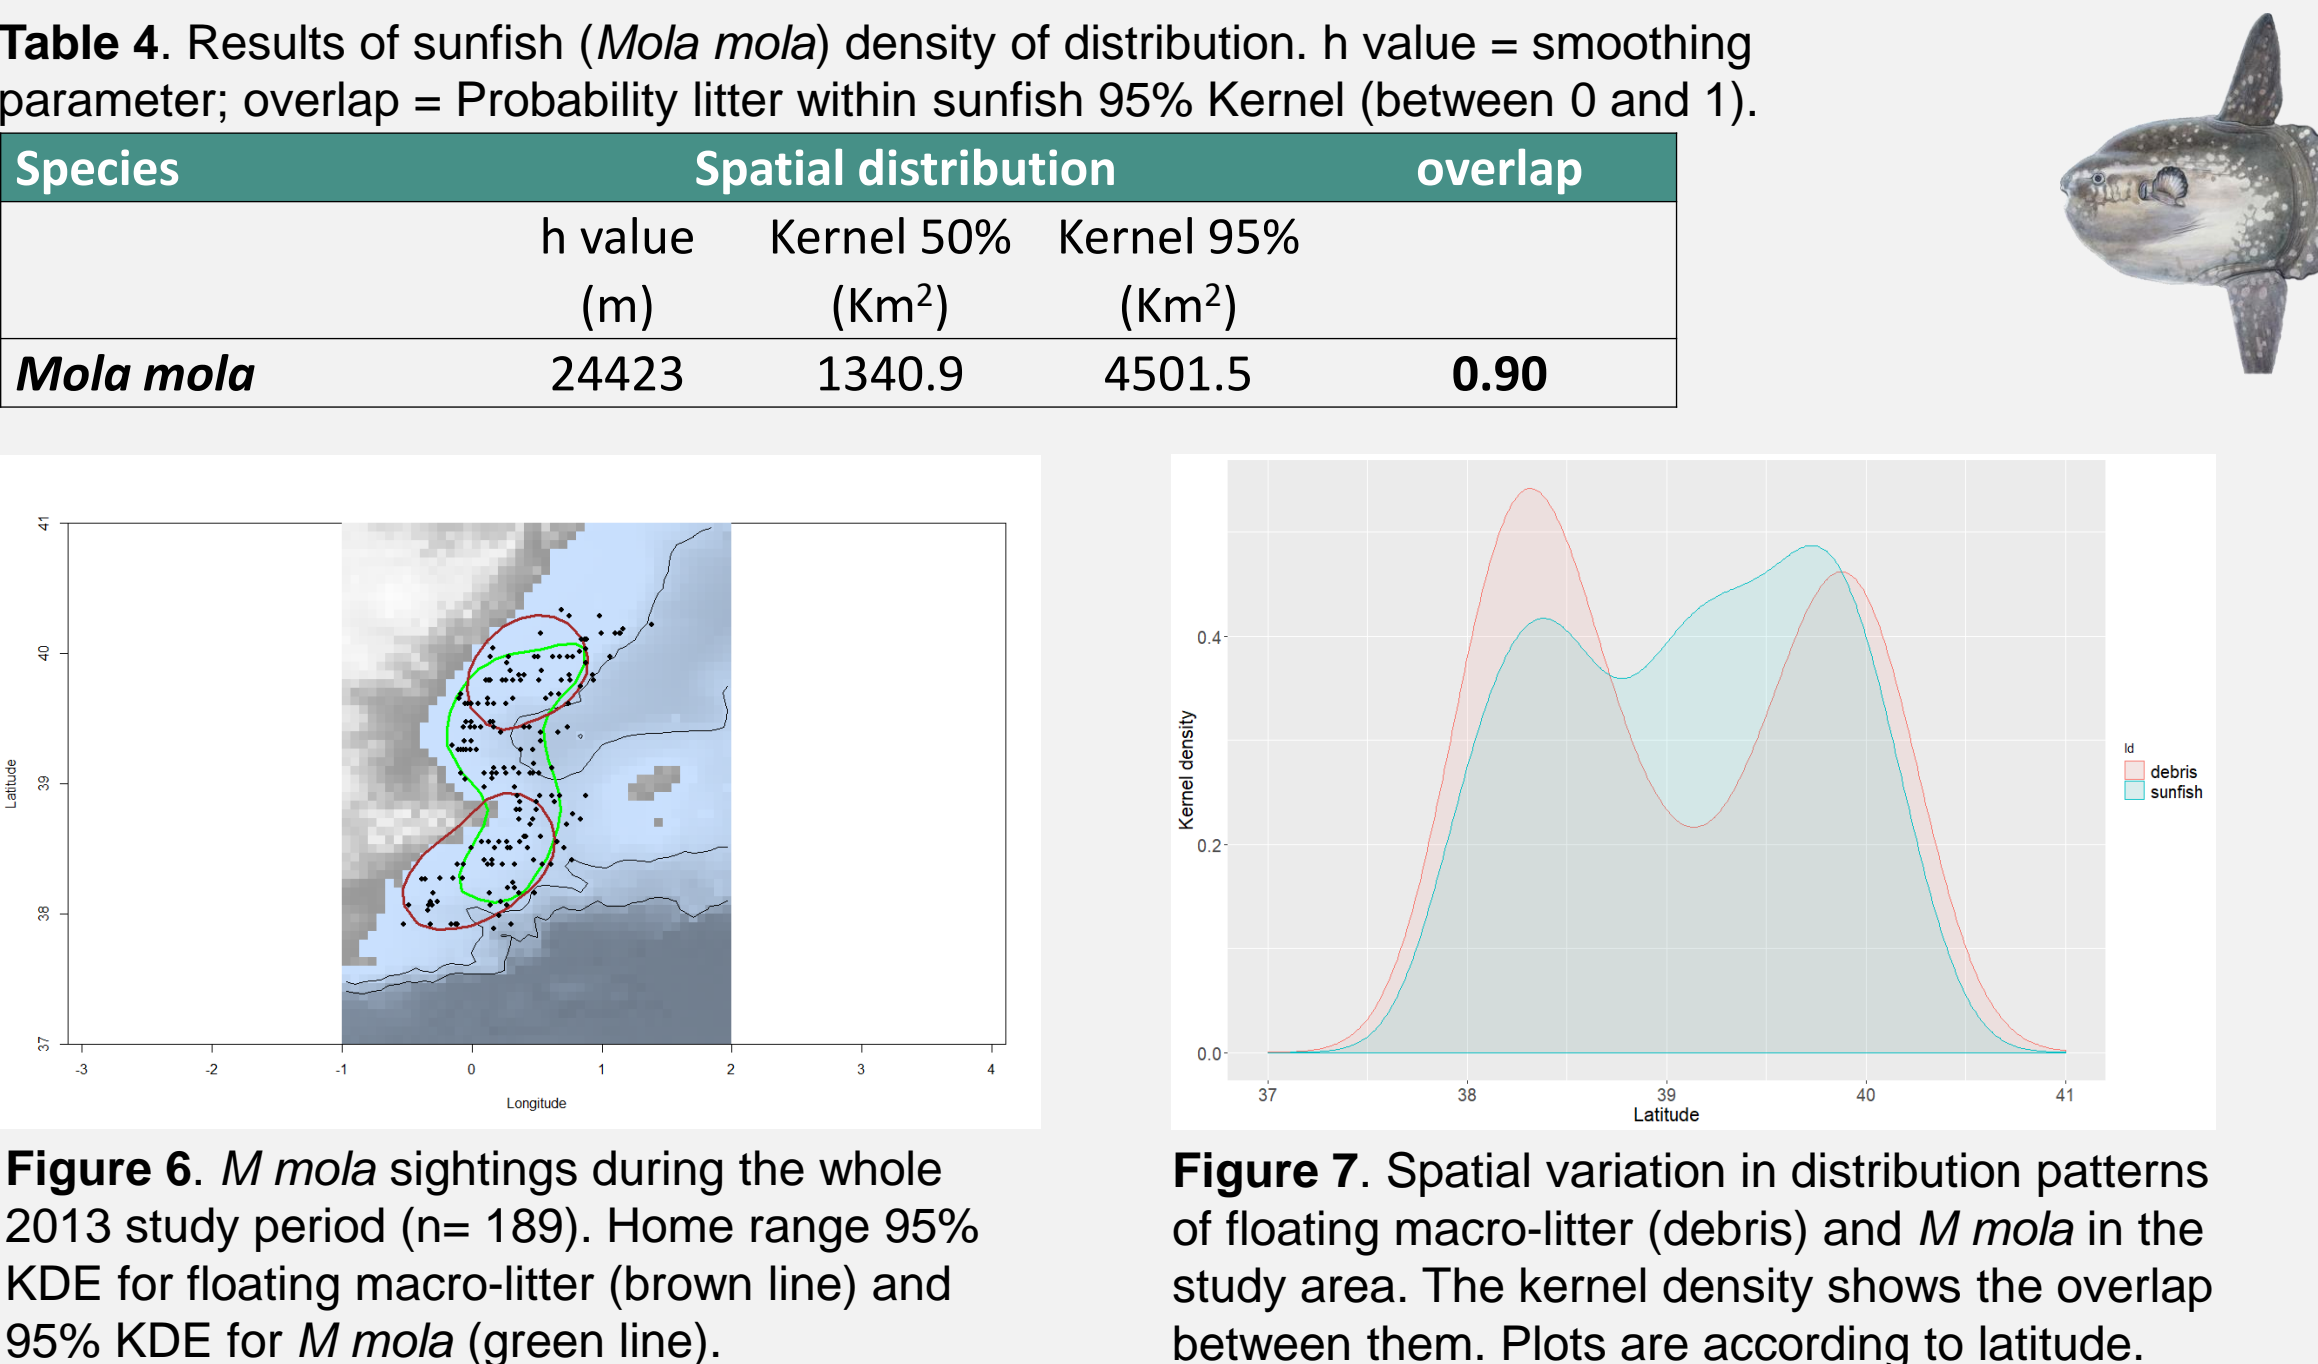 Table 4. Results of sunfish (Mola mola) density of distribution. h value = smoothing
parameter; overlap = Probability litter within sunfish 95% Kernel (between 0 and 1).
Species Spatial distribution overlap
h value Kernel 50% Kernel 95%
(m) (Km²) (Km²)
Mola mola 24423 1340.9 4501.5 0.90
41
40
39
38
37
Latitude
-3 -2 -1 0 1 2 3 4
Longitude
Kernel density
0.4
0.2
0.0
37 38 39 40 41
Latitude
Id
debris
sunfish
Figure 6. M mola sightings during the whole
2013 study period (n= 189). Home range 95%
KDE for floating macro-litter (brown line) and
95% KDE for M mola (green line).
Figure 7. Spatial variation in distribution patterns
of floating macro-litter (debris) and M mola in the
study area. The kernel density shows the overlap
between them. Plots are according to latitude.